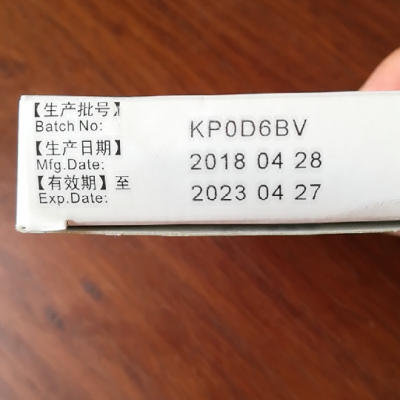 【生产批号】
Batch No: KP0D6BV
【生产日期】
Mfg.Date: 2018 04 28
【有效期】至
Exp.Date: 2023 04 27